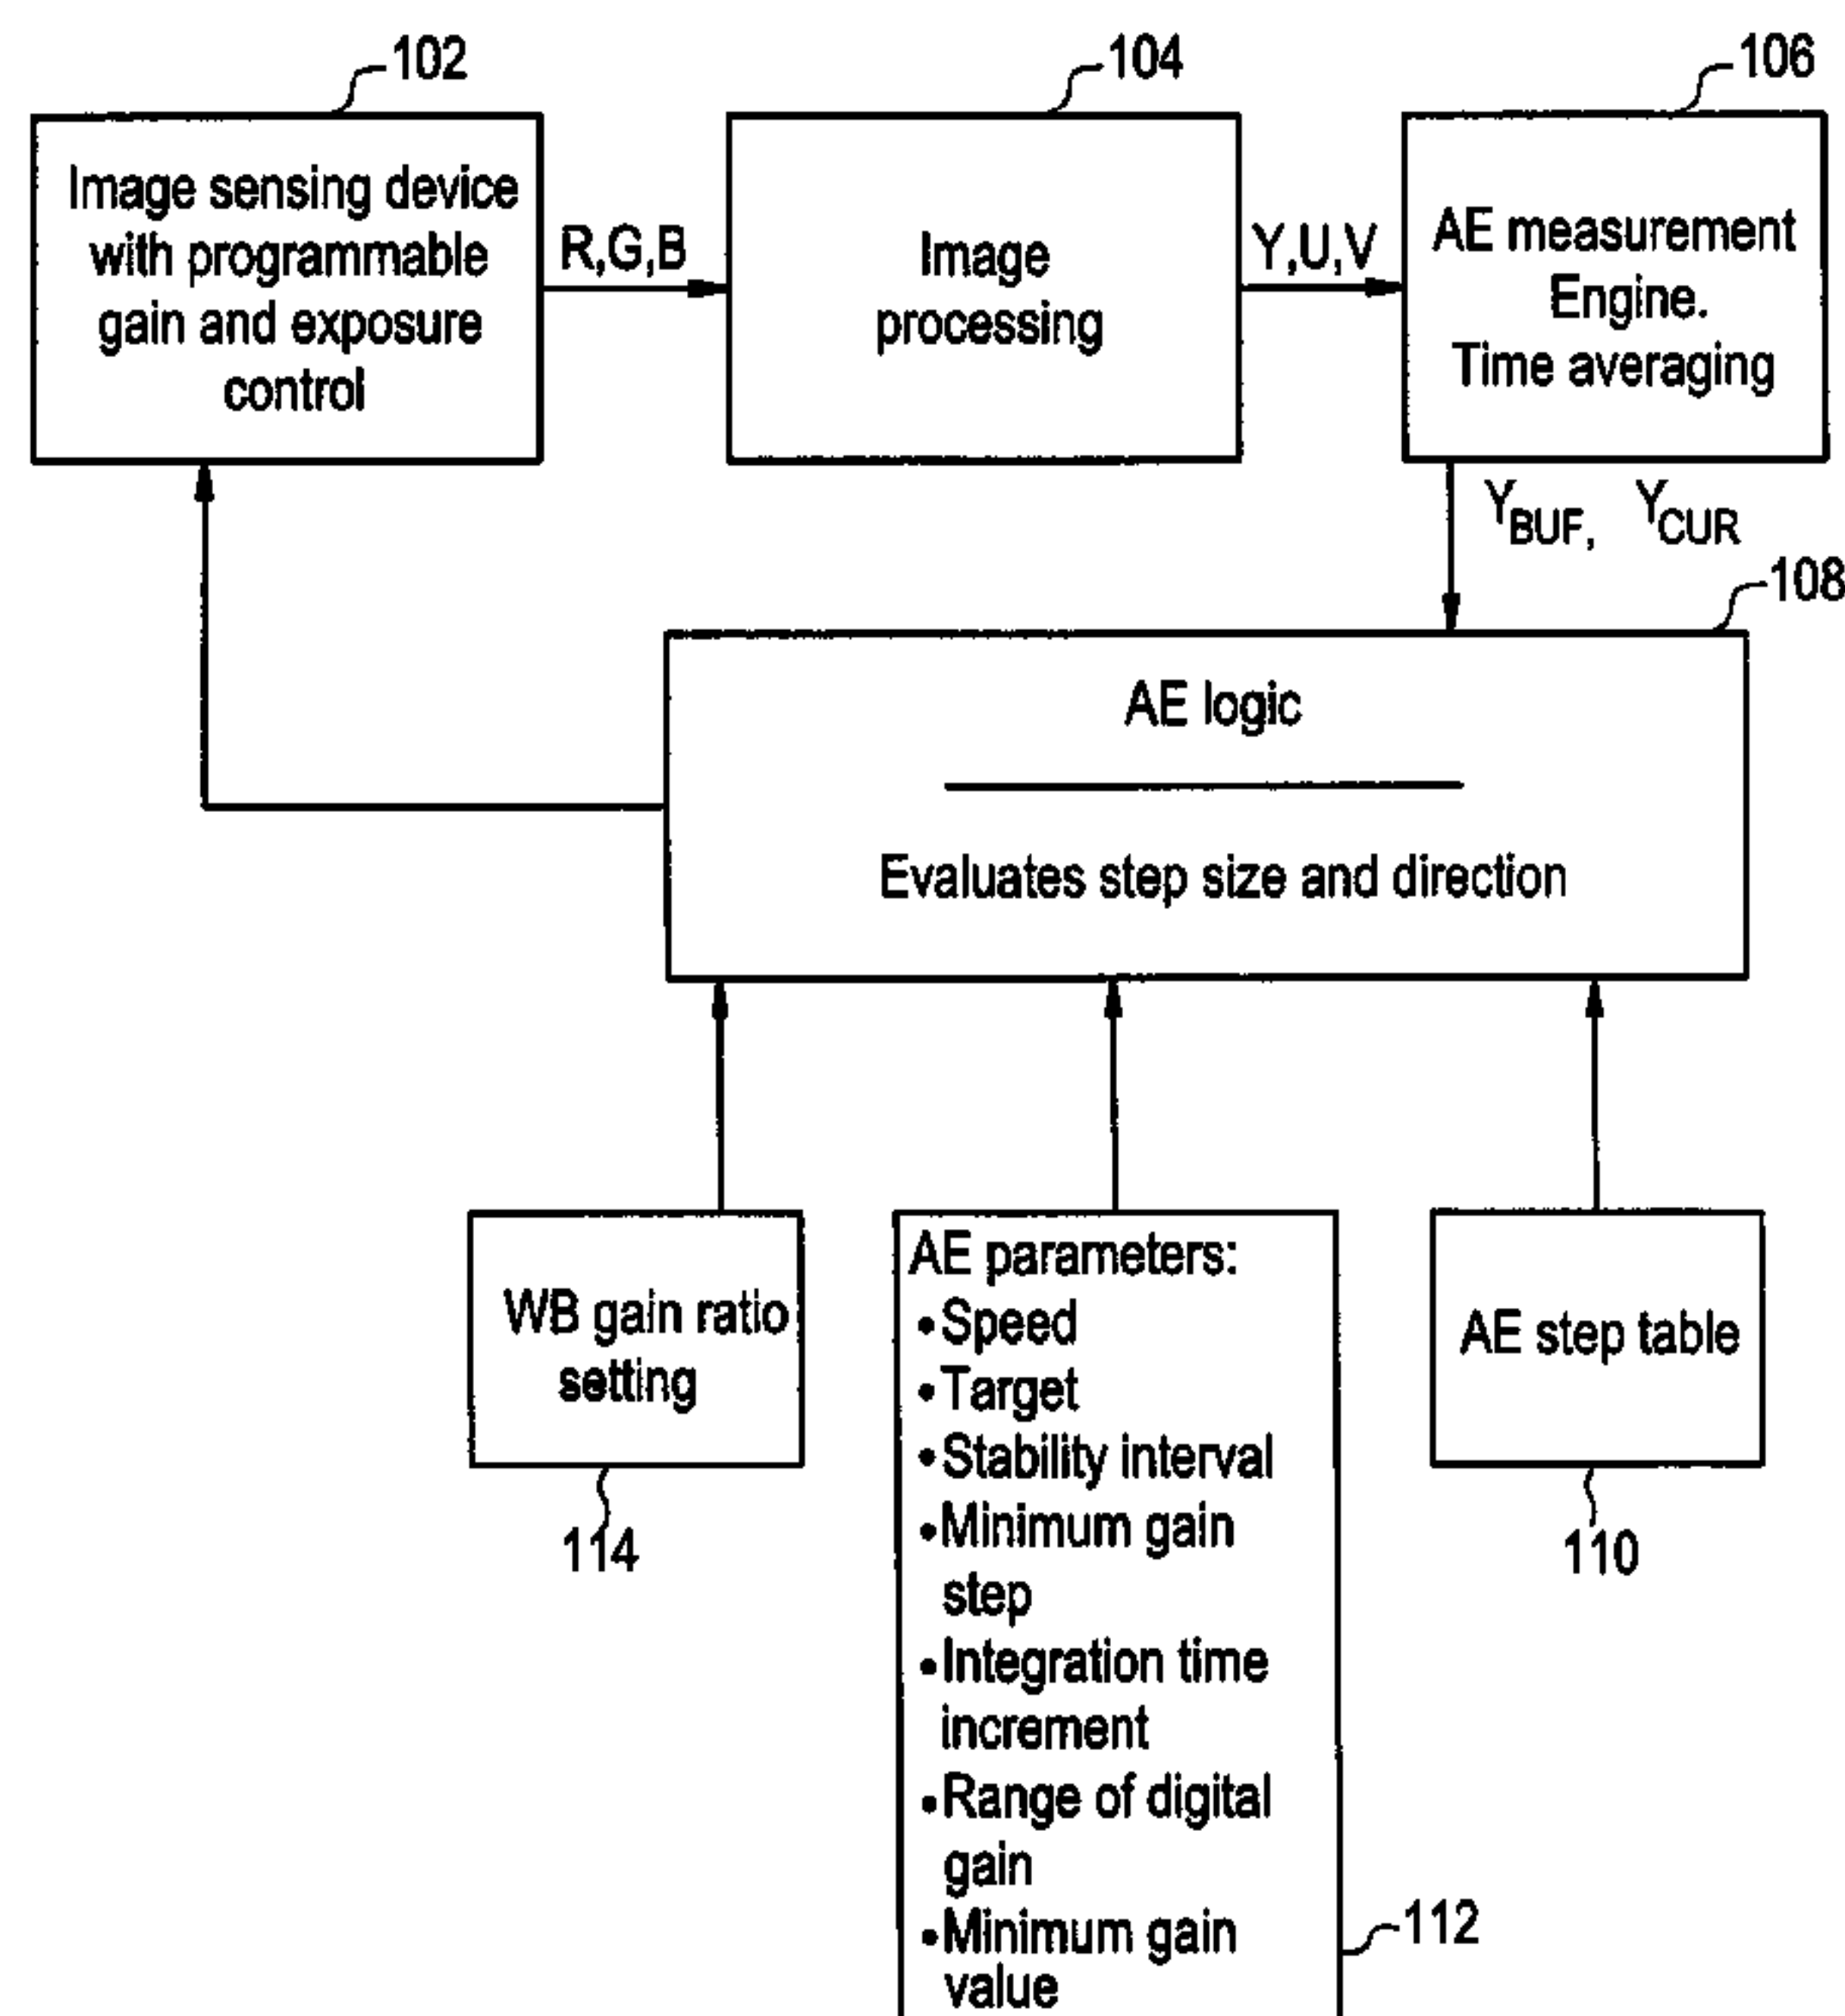 102
104
106
Image sensing device
with programmable
gain and exposure
control
R,G,B
Image
processing
Y,U,V
AE measurement
Engine.
Time averaging
YBUF, YCUR
108
AE logic
Evaluates step size and direction
WB gain ratio
setting
114
AE parameters:
•Speed
•Target
•Stability interval
•Minimum gain
step
•Integration time
increment
•Range of digital
gain
•Minimum gain
value
112
AE step table
110